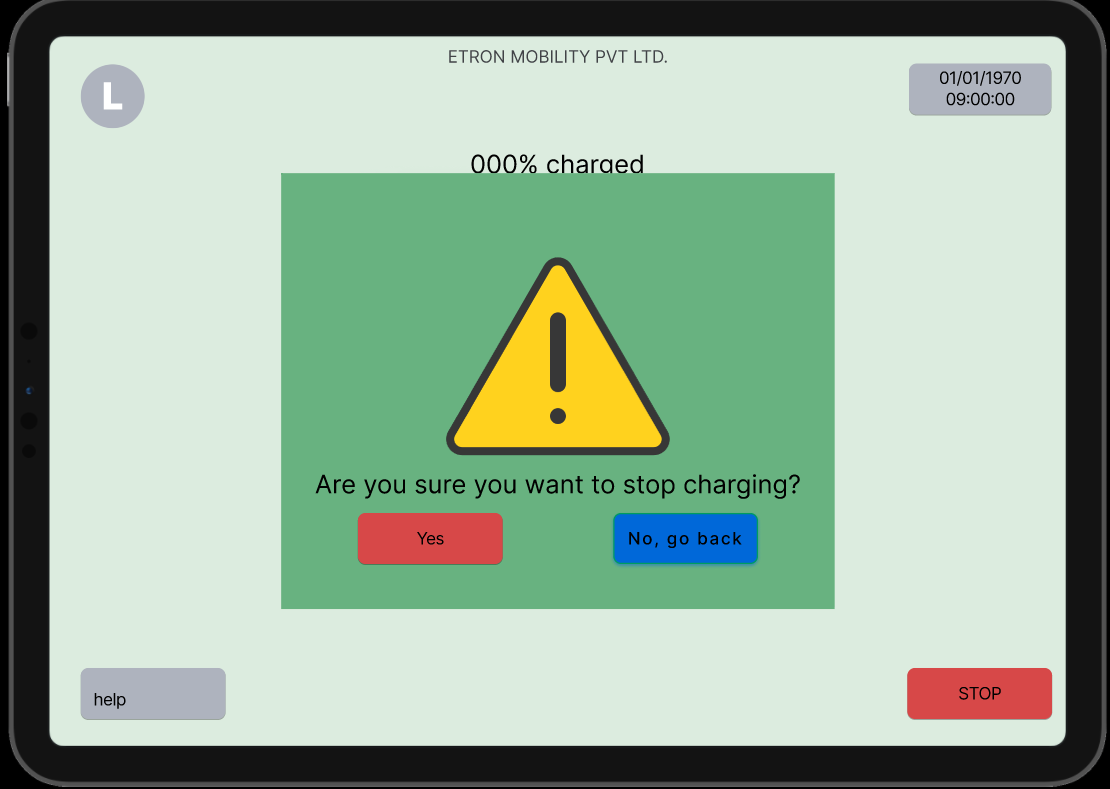 ETRON MOBILITY PVT LTD.
L
01/01/1970
09:00:00
000% charged
Are you sure you want to stop charging?
Yes
No, go back
help
STOP